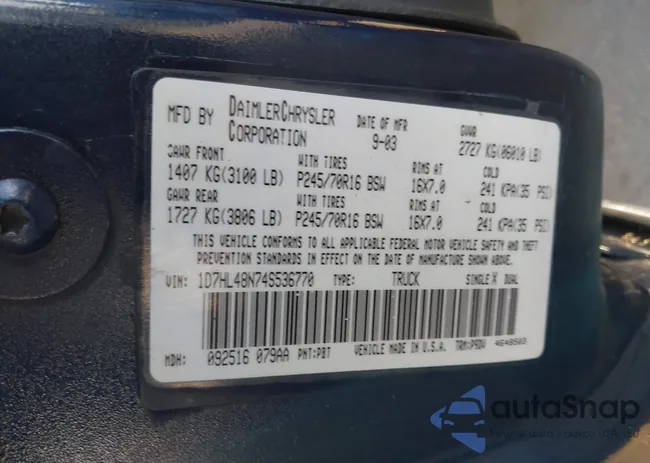 MFD BY DAIMLERCHRYSLER CORPORATION DATE OF MFR 9-03 GVWR 2727 KG(06010 LB)
GAWR FRONT WITH TIRES RIMS AT COLD
1407 KG(3100 LB) P245/70R16 BSW 16X7.0 241 KPA(35 PSI)
GAWR REAR WITH TIRES RIMS AT COLD
1727 KG(3806 LB) P245/70R16 BSW 16X7.0 241 KPA(35 PSI)
THIS VEHICLE CONFORMS TO ALL APPLICABLE FEDERAL MOTOR VEHICLE SAFETY AND THEFT
PREVENTION STANDARDS IN EFFECT ON THE DATE OF MANUFACTURE SHOWN ABOVE.
VIN: 1D7HL48N74S536770 TYPE: TRUCK SINGLE X DUAL
MDH: 092516 079AA PNT:PBT VEHICLE MADE IN U.S.A. TRM:P9DV 4648503
autoSnap